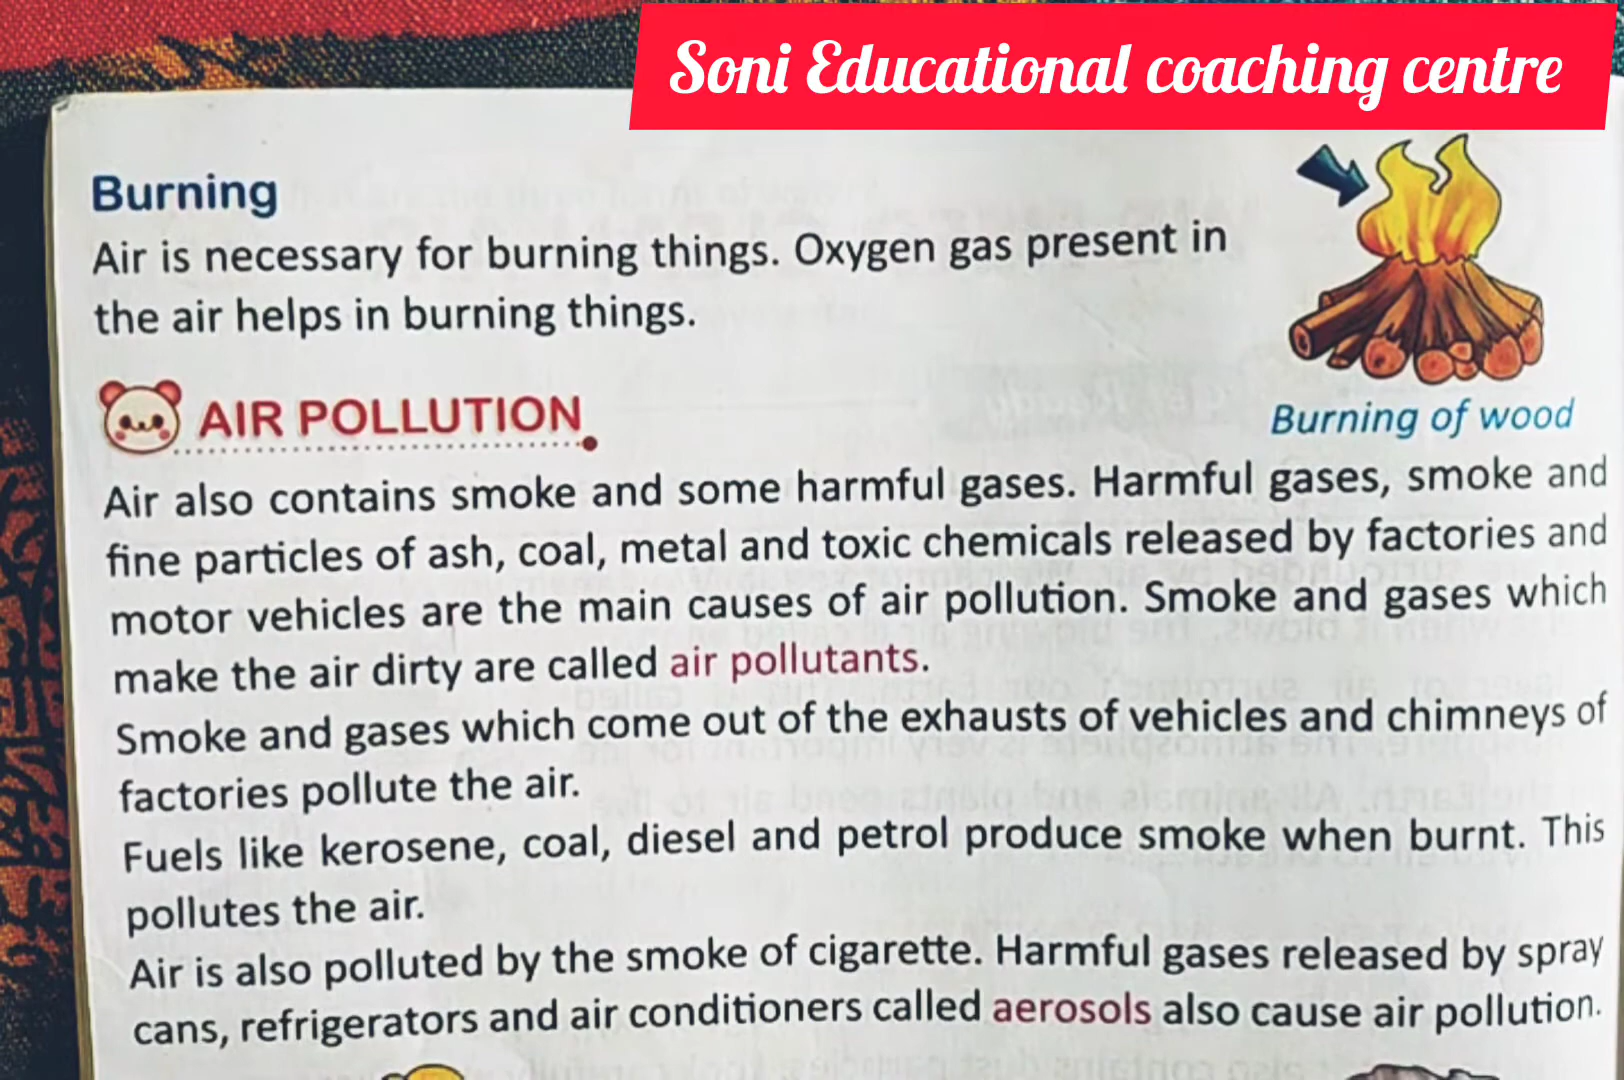 Soni Educational coaching centre
Burning
Air is necessary for burning things. Oxygen gas present in
the air helps in burning things.
Burning of wood
AIR POLLUTION
Air also contains smoke and some harmful gases. Harmful gases, smoke and
fine particles of ash, coal, metal and toxic chemicals released by factories and
motor vehicles are the main causes of air pollution. Smoke and gases which
make the air dirty are called air pollutants.
Smoke and gases which come out of the exhausts of vehicles and chimneys of
factories pollute the air.
Fuels like kerosene, coal, diesel and petrol produce smoke when burnt. This
pollutes the air.
Air is also polluted by the smoke of cigarette. Harmful gases released by spray
cans, refrigerators and air conditioners called aerosols also cause air pollution.